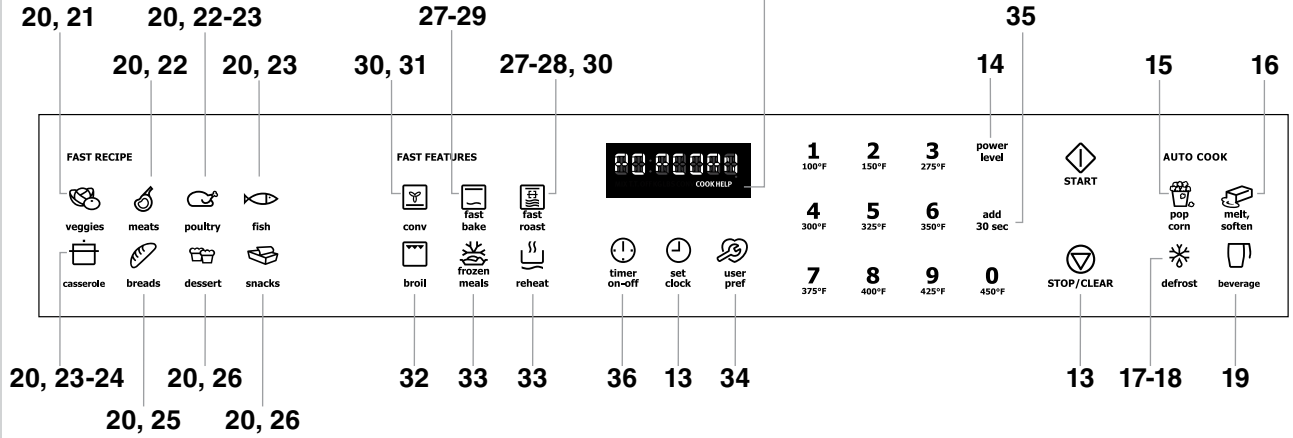 20, 21 20, 22-23 27-29 35
20, 22 20, 23 30, 31 27-28, 30 14 15 16
FAST RECIPE FAST FEATURES AUTO COOK
COOK HELP
veggies meats poultry fish
casserole breads dessert snacks
conv fast bake fast roast
broil frozen meals reheat
timer on-off set clock user pref
1 2 3 power level
100°F 150°F 275°F
4 5 6 add 30 sec
300°F 325°F 350°F
7 8 9 0
375°F 400°F 425°F 450°F
START
STOP/CLEAR
pop corn melt, soften
defrost beverage
20, 23-24 20, 26 32 33 33 36 13 34 13 17-18 19
20, 25 20, 26